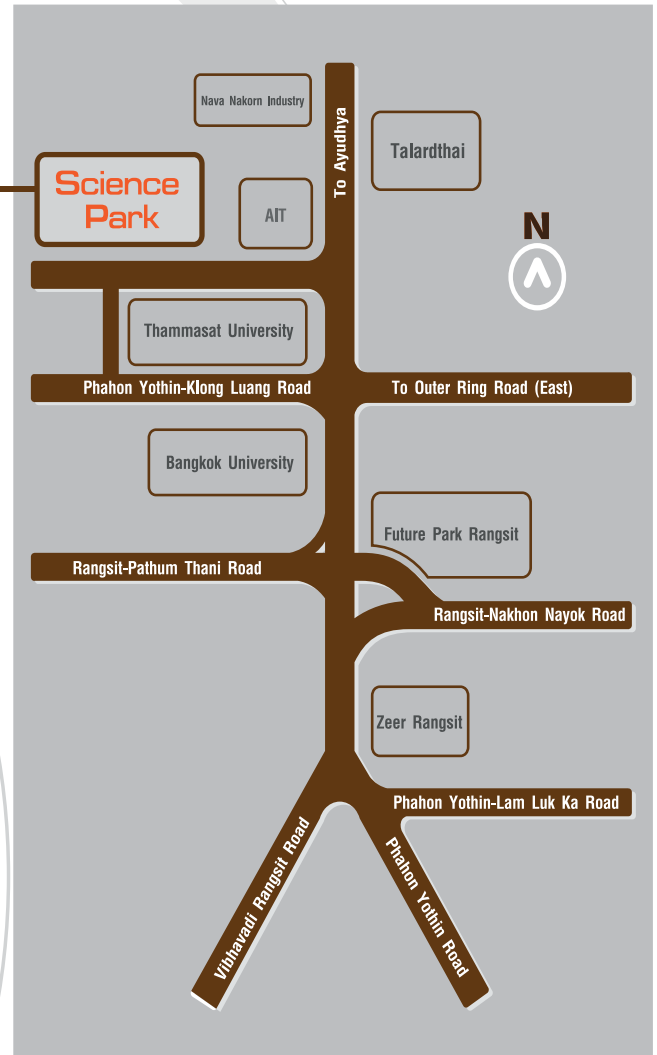 Nava Nakorn Industry
To Ayudhya
Talardthai
Science
Park
AIT
N
Thammasat University
Phahon Yothin-Klong Luang Road
To Outer Ring Road (East)
Bangkok University
Future Park Rangsit
Rangsit-Pathum Thani Road
Rangsit-Nakhon Nayok Road
Zeer Rangsit
Phahon Yothin-Lam Luk Ka Road
Vibhavadi Rangsit Road
Phahon Yothin Road